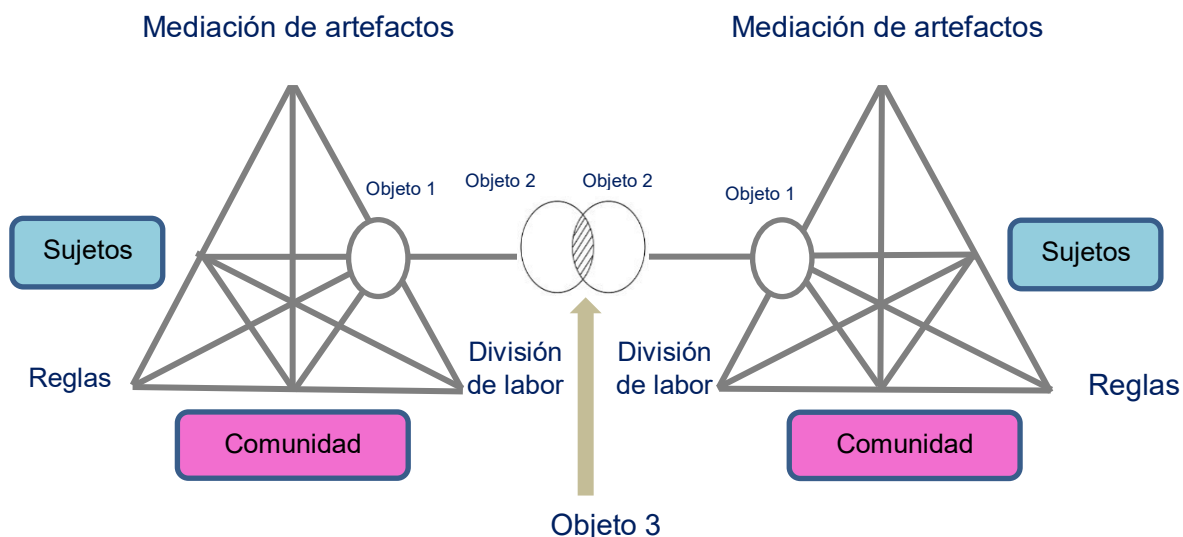 Mediación de artefactos
Mediación de artefactos
Objeto 1
Objeto 2
Objeto 2
Objeto 1
Sujetos
Sujetos
Reglas
División
de labor
División
de labor
Reglas
Comunidad
Comunidad
Objeto 3